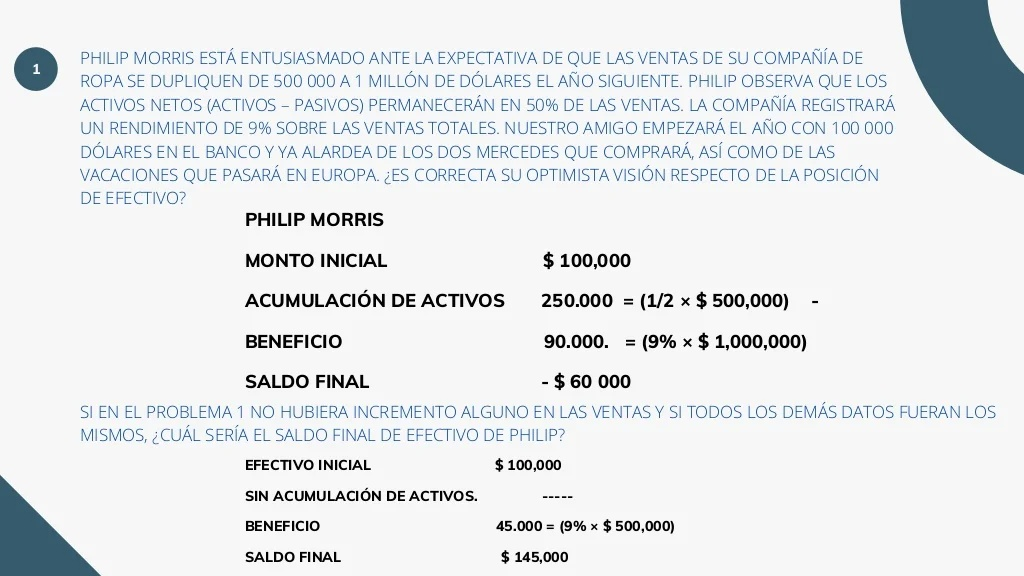 1
PHILIP MORRIS ESTÁ ENTUSIASMADO ANTE LA EXPECTATIVA DE QUE LAS VENTAS DE SU COMPAÑÍA DE
ROPA SE DUPLIQUEN DE 500 000 A 1 MILLÓN DE DÓLARES EL AÑO SIGUIENTE. PHILIP OBSERVA QUE LOS
ACTIVOS NETOS (ACTIVOS – PASIVOS) PERMANECERÁN EN 50% DE LAS VENTAS. LA COMPAÑÍA REGISTRARÁ
UN RENDIMIENTO DE 9% SOBRE LAS VENTAS TOTALES. NUESTRO AMIGO EMPEZARÁ EL AÑO CON 100 000
DÓLARES EN EL BANCO Y YA ALARDEA DE LOS DOS MERCEDES QUE COMPRARÁ, ASÍ COMO DE LAS
VACACIONES QUE PASARÁ EN EUROPA. ¿ES CORRECTA SU OPTIMISTA VISIÓN RESPECTO DE LA POSICIÓN
DE EFECTIVO?
PHILIP MORRIS
MONTO INICIAL $ 100,000
ACUMULACIÓN DE ACTIVOS 250.000 = (1/2 × $ 500,000) -
BENEFICIO 90.000. = (9% × $ 1,000,000)
SALDO FINAL - $ 60 000
SI EN EL PROBLEMA 1 NO HUBIERA INCREMENTO ALGUNO EN LAS VENTAS Y SI TODOS LOS DEMÁS DATOS FUERAN LOS
MISMOS, ¿CUÁL SERÍA EL SALDO FINAL DE EFECTIVO DE PHILIP?
EFECTIVO INICIAL $ 100,000
SIN ACUMULACIÓN DE ACTIVOS. -----
BENEFICIO 45.000 = (9% × $ 500,000)
SALDO FINAL $ 145,000